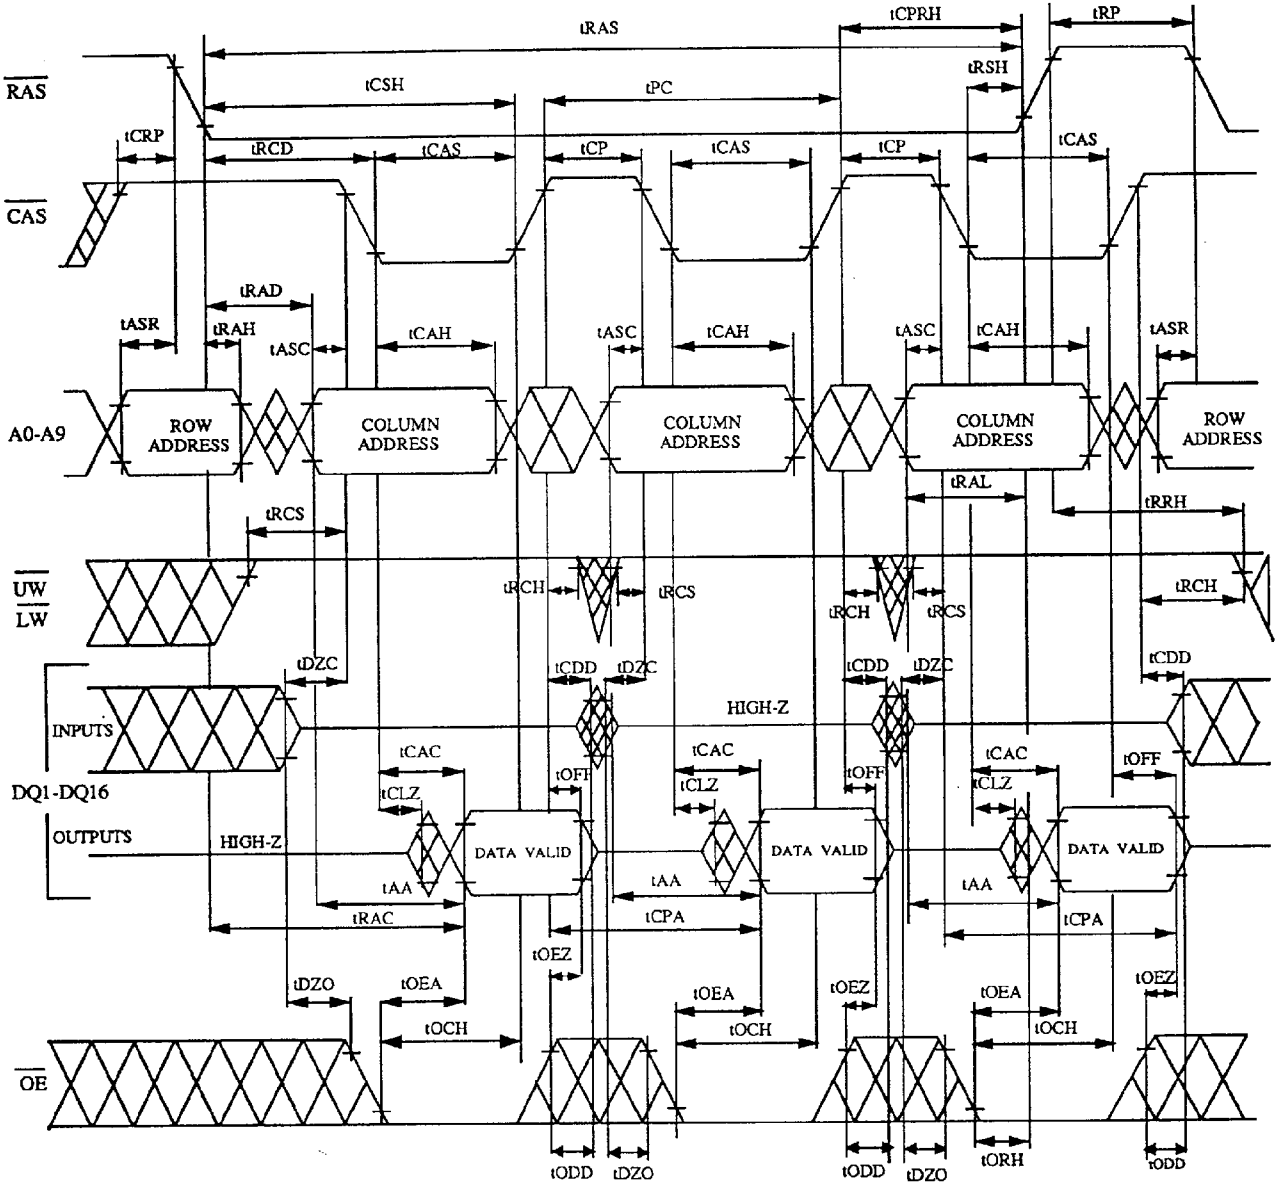 tCPRH
tRP
tRAS
tRSH
RAS
tCSH
tPC
tCRP
tRCD
tCAS
tCP
tCAS
tCP
tCAS
CAS
tRAD
tASR
tRAH
tASC
tCAH
tASC
tCAH
tASC
tCAH
tASR
A0-A9
ROW ADDRESS
COLUMN ADDRESS
COLUMN ADDRESS
COLUMN ADDRESS
ROW ADDRESS
tRAL
tRRH
tRCS
UW
LW
tRCH
tRCS
tRCH
tRCS
tRCH
tDZC
tCDD
tDZC
tCDD
tDZC
tCDD
INPUTS
HIGH-Z
tCAC
tOFF
tCAC
tOFF
tCAC
tOFF
tCLZ
tCLZ
tCLZ
DQ1-DQ16
OUTPUTS
HIGH-Z
DATA VALID
DATA VALID
DATA VALID
tAA
tAA
tAA
tRAC
tCPA
tCPA
tOEZ
tOEZ
tOEZ
tDZO
tOEA
tOEA
tOEA
tOCH
tOCH
tOCH
OE
tODD
tDZO
tODD
tDZO
tORH
tODD